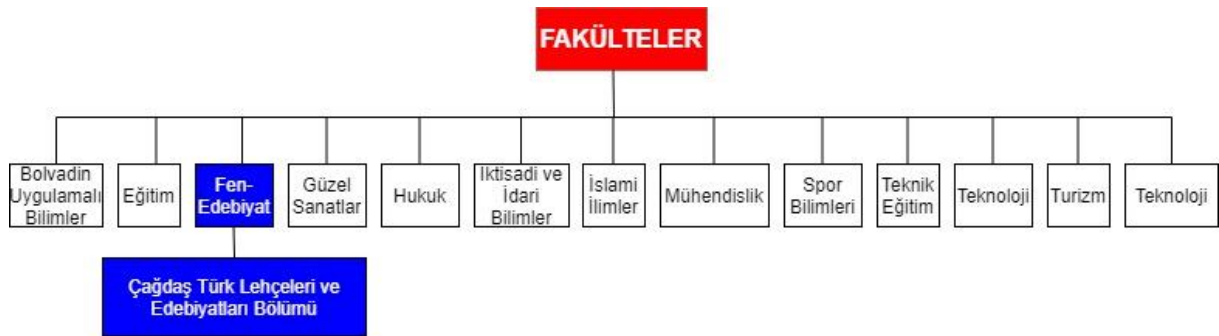 FAKÜLTELER
Bolvadin
Uygulamalı
Bilimler
Eğitim
Fen-
Edebiyat
Güzel
Sanatlar
Hukuk
Iktisadi ve
İdari
Bilimler
İslami
İlimler
Mühendislik
Spor
Bilimleri
Teknik
Eğitim
Teknoloji
Turizm
Teknoloji
Çağdaş Türk Lehçeleri ve
Edebiyatları Bölümü